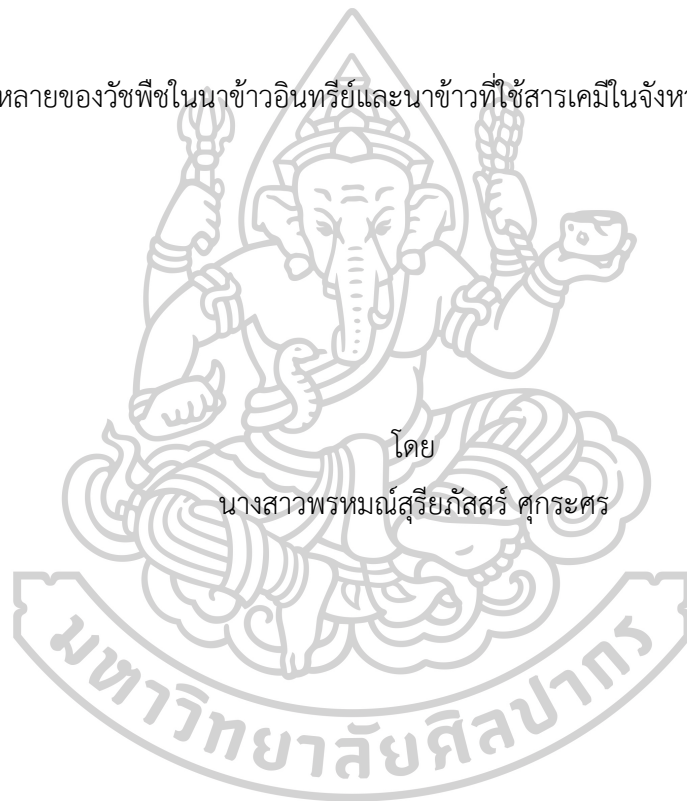 หลายของวัชพืชในนาข้าวอินทรีย์และนาข้าวที่ใช้สารเคมีในจังห
โดย
นางสาวพรหมณ์สุรียภัสสร์ ศุกระศร
มหาวิทยาลัยศิลปากร